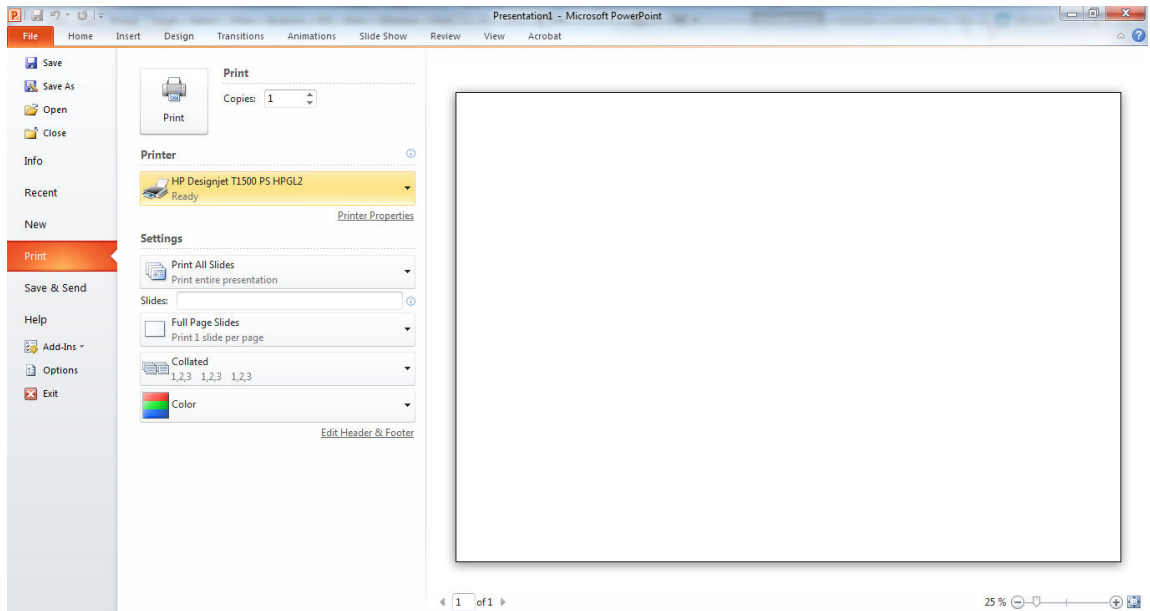 Presentation1 - Microsoft PowerPoint
File Home Insert Design Transitions Animations Slide Show Review View Acrobat
Save
Save As
Open
Close
Info
Recent
New
Print
Save & Send
Help
Add-Ins
Options
Exit
Print
Print
Copies: 1
Printer
HP Designjet T1500 PS HPGL2
Ready
Printer Properties
Settings
Print All Slides
Print entire presentation
Slides:
Full Page Slides
Print 1 slide per page
Collated
1,2,3 1,2,3 1,2,3
Color
Edit Header & Footer
1 of 1
25 %